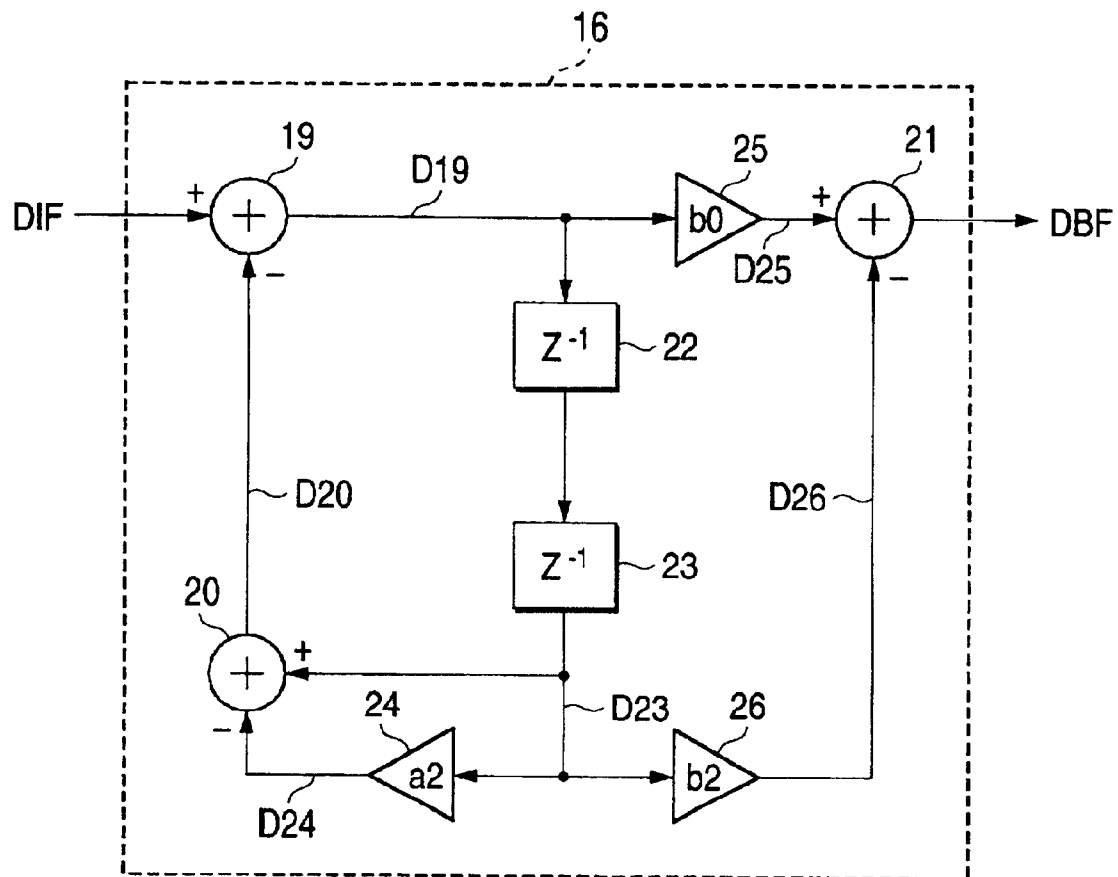 16
19
D19
25
21
DIF
+
+
b0
+
+
DBF
−
D25
−
Z⁻¹
22
D20
D26
Z⁻¹
23
20
+
+
D23
−
24
26
a2
b2
D24